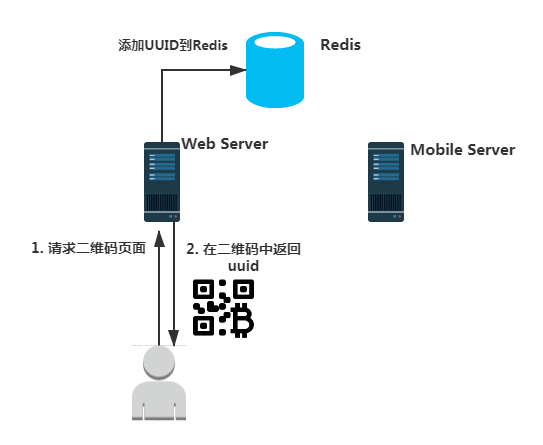 添加UUID到Redis
Redis
Web Server
Mobile Server
1. 请求二维码页面
2. 在二维码中返回
uuid